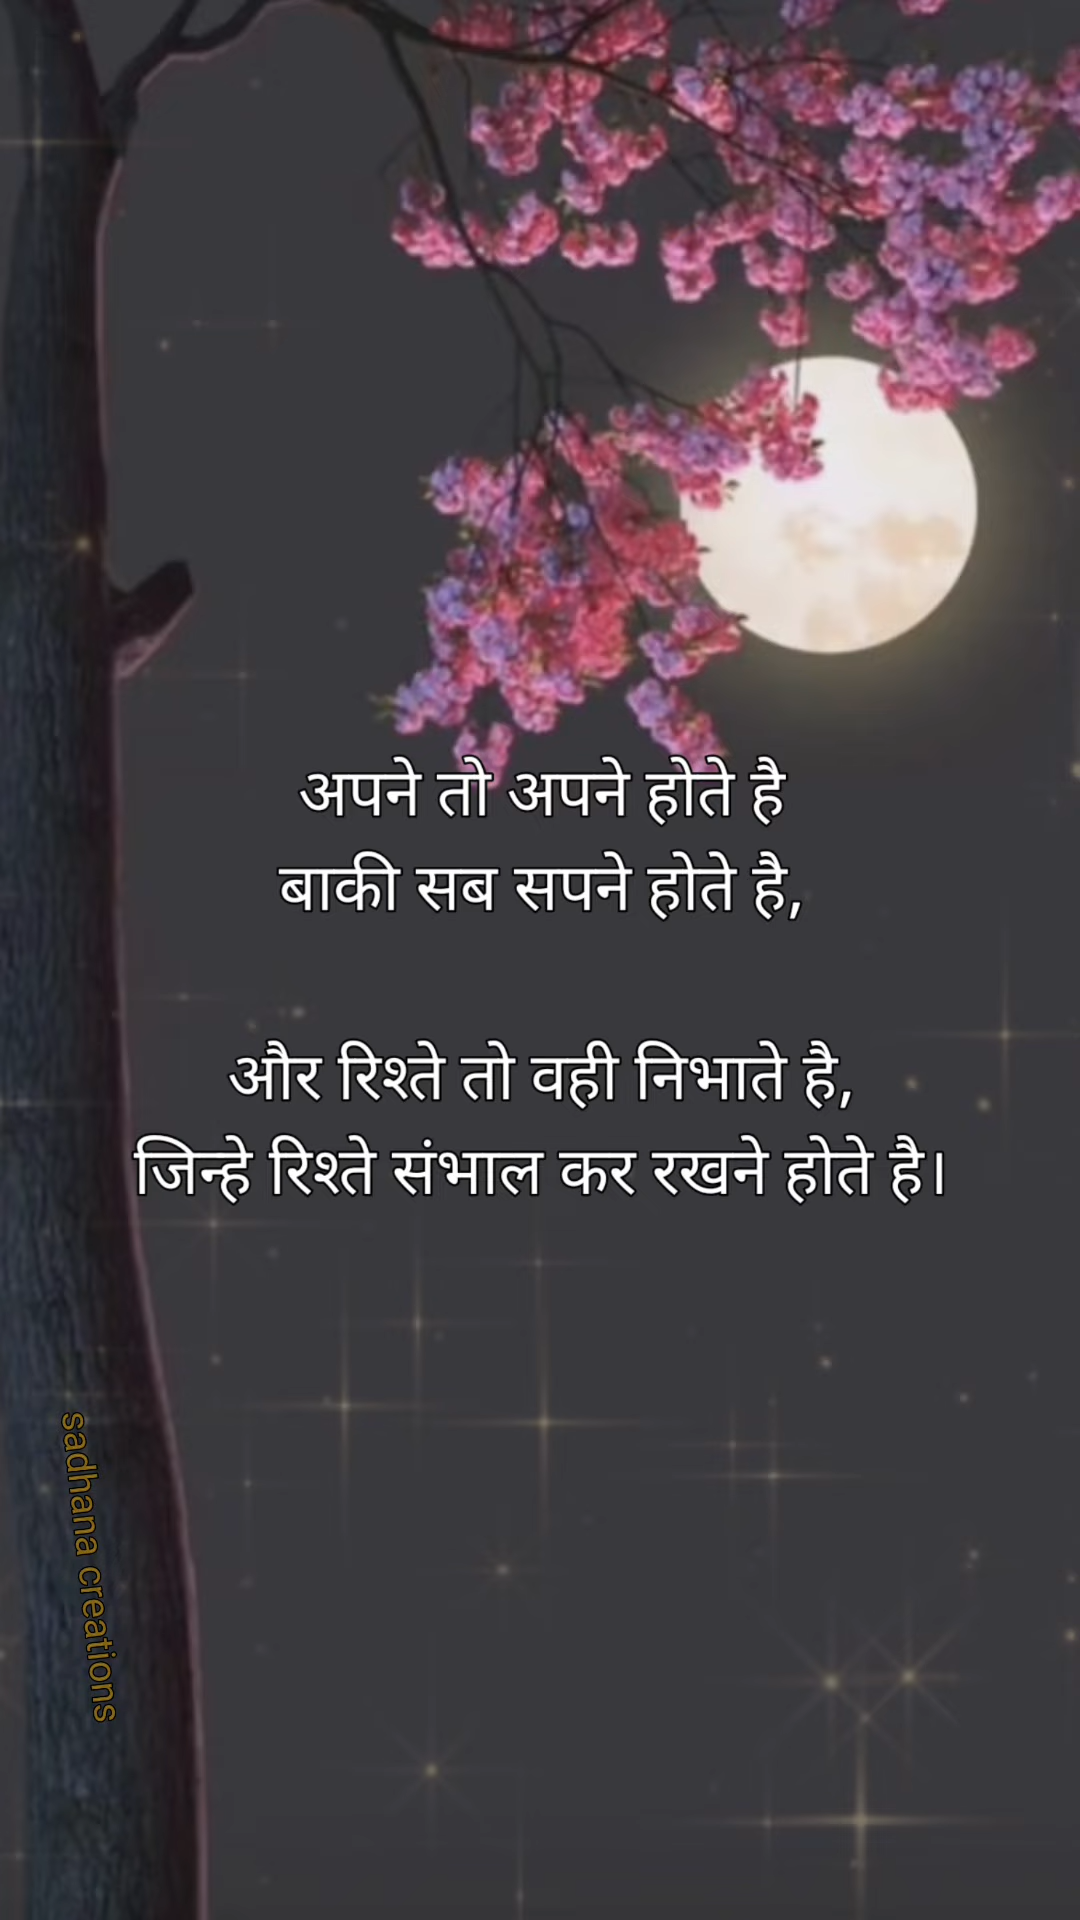 अपने तो अपने होते है
बाकी सब सपने होते है,
और रिश्ते तो वही निभाते है,
जिन्हे रिश्ते संभाल कर रखने होते है।
sadhana creations